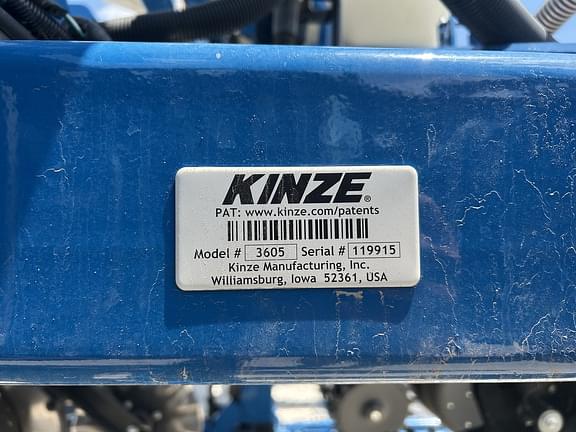 KINZE®
PAT: www.kinze.com/patents
Model # 3605 Serial # 119915
Kinze Manufacturing, Inc.
Williamsburg, Iowa 52361, USA